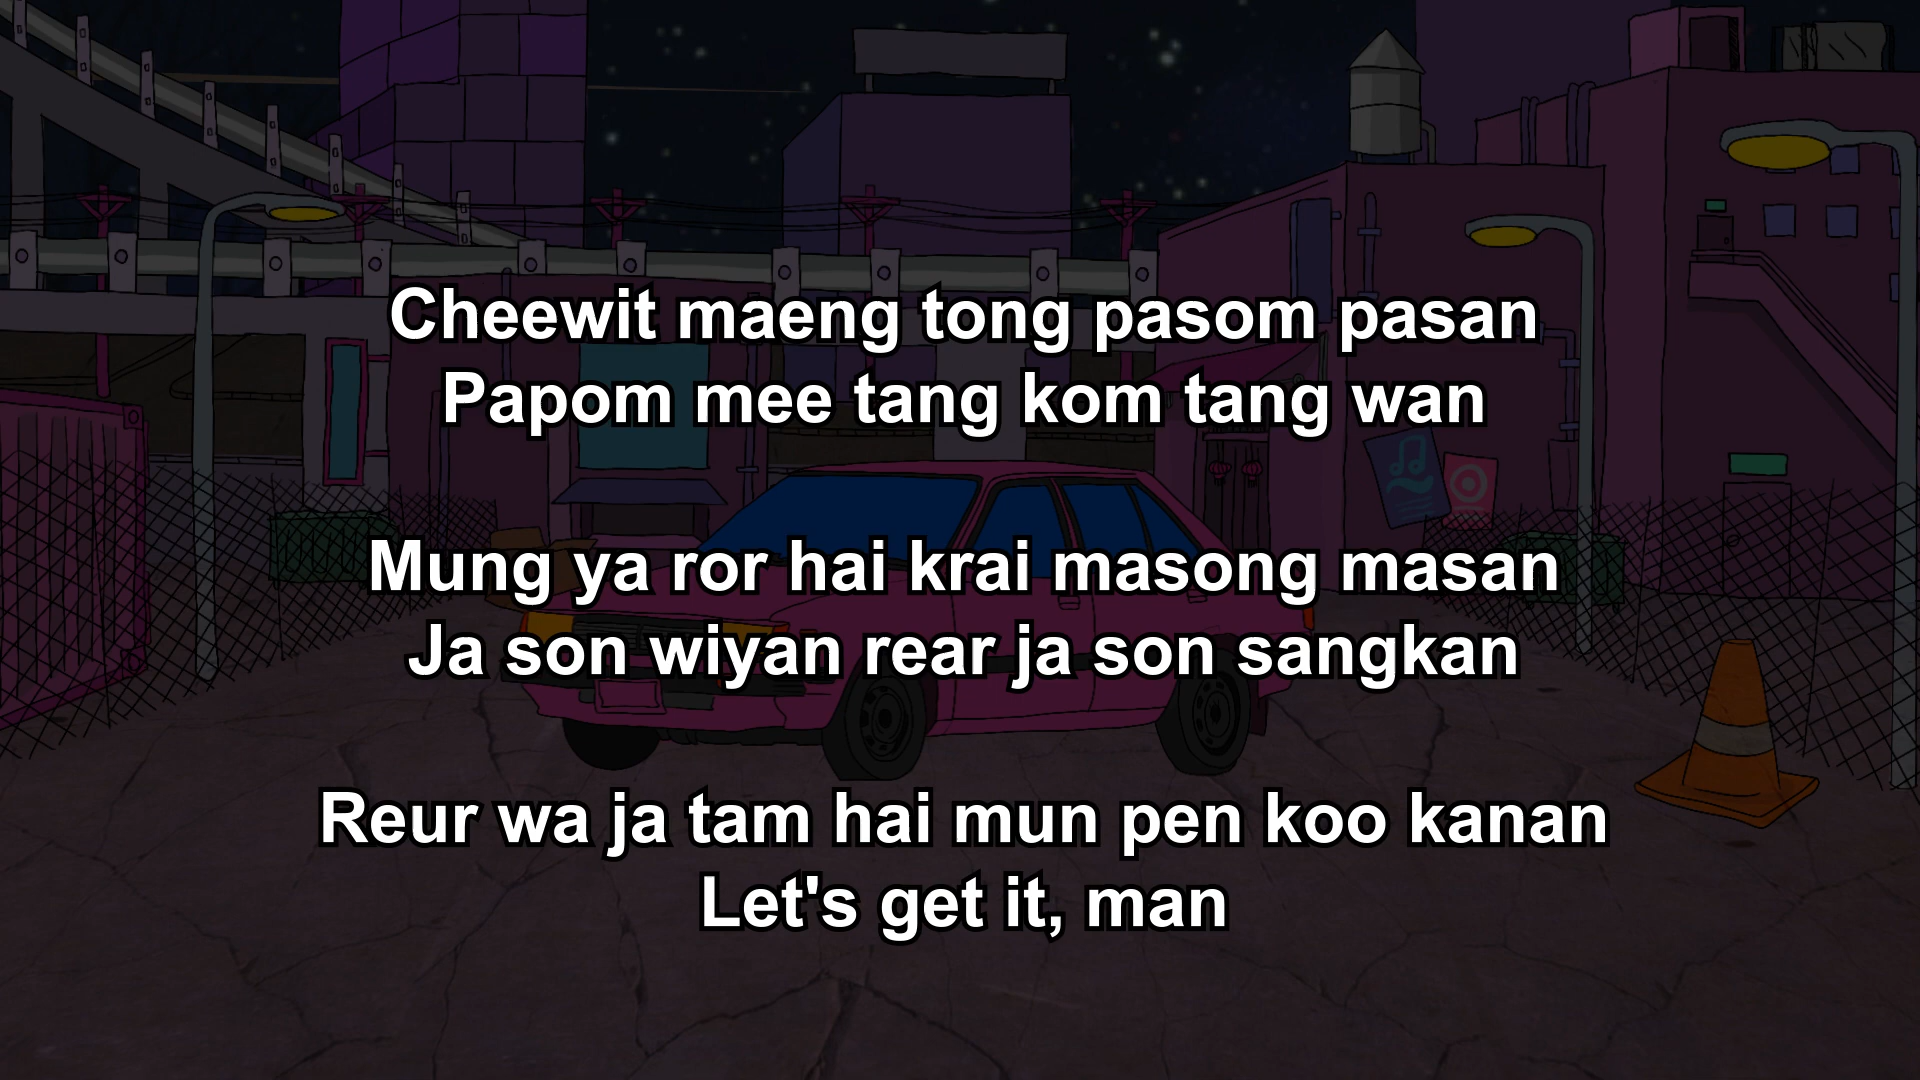 Cheewit maeng tong pasom pasan
Papom mee tang kom tang wan
Mung ya ror hai krai masong masan
Ja son wiyan rear ja son sangkan
Reur wa ja tam hai mun pen koo kanan
Let's get it, man